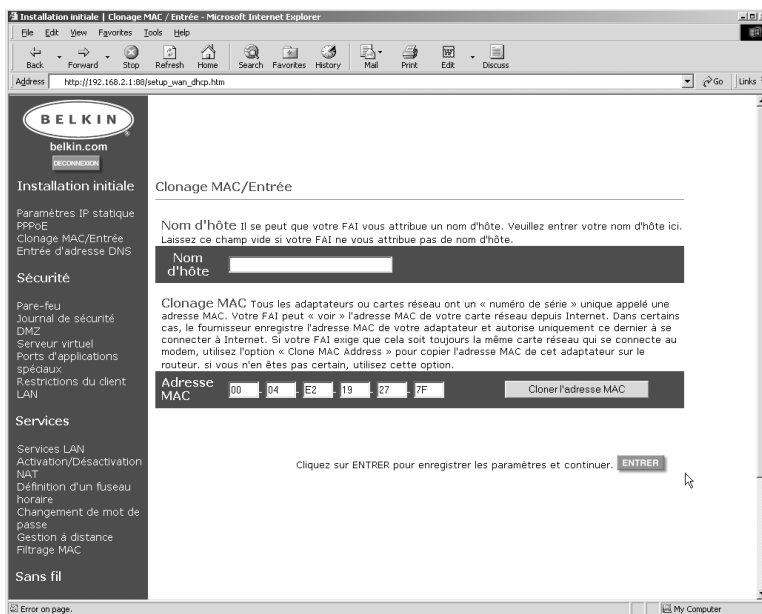 Installation initiale | Clonage MAC / Entrée - Microsoft Internet Explorer
File Edit View Favorites Tools Help
Back Forward Stop Refresh Home Search Favorites History Mail Print Edit Discuss
Address http://192.168.2.1:88/setup_wan_dhcp.htm Go Links
BELKIN
belkin.com
DECONNEXION
Installation initiale
Paramètres IP statique
PPPoE
Clonage MAC/Entrée
Entrée d'adresse DNS
Sécurité
Pare-feu
Journal de sécurité
DMZ
Serveur virtuel
Ports d'applications
spéciaux
Restrictions du client
LAN
Services
Services LAN
Activation/Désactivation
NAT
Définition d'un fuseau
horaire
Changement de mot de
passe
Gestion à distance
Filtrage MAC
Sans fil
Clonage MAC/Entrée
Nom d'hôte Il se peut que votre FAI vous attribue un nom d'hôte. Veuillez entrer votre nom d'hôte ici.
Laissez ce champ vide si votre FAI ne vous attribue pas de nom d'hôte.
Nom
d'hôte
Clonage MAC Tous les adaptateurs ou cartes réseau ont un « numéro de série » unique appelé une
adresse MAC. Votre FAI peut « voir » l'adresse MAC de votre carte réseau depuis Internet. Dans certains
cas, le fournisseur enregistre l'adresse MAC de votre adaptateur et autorise uniquement ce dernier à se
connecter à Internet. Si votre FAI exige que cela soit toujours la même carte réseau qui se connecte au
modem, utilisez l'option « Clone MAC Address » pour copier l'adresse MAC de cet adaptateur sur le
routeur. si vous n'en êtes pas certain, utilisez cette option.
Adresse
MAC
00 - 04 - E2 - 19 - 27 - 7F Cloner l'adresse MAC
Cliquez sur ENTRER pour enregistrer les paramètres et continuer. ENTRER
Error on page. My Computer